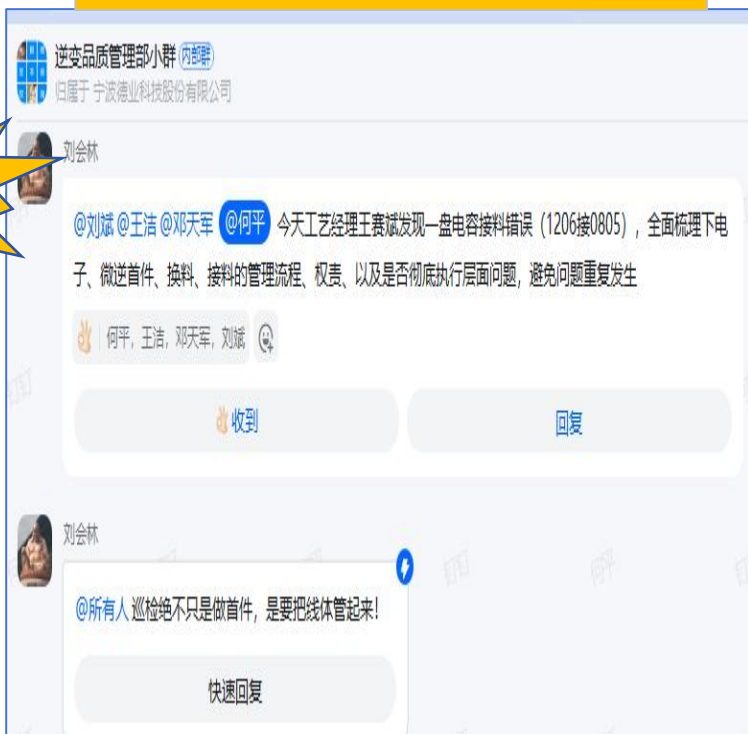 逆变品质管理部小群 内部群
归属于 宁波德业科技股份有限公司
刘会林
@刘斌 @王洁 @邓天军 @何平 今天工艺经理王赛斌发现一盘电容接料错误（1206接0805），全面梳理下电
子、微逆首件、换料、接料的管理流程、权责、以及是否彻底执行层面问题，避免问题重复发生
何平，王洁，邓天军，刘斌
收到
回复
刘会林
@所有人 巡检绝不只是做首件，是要把线体管起来！
快速回复